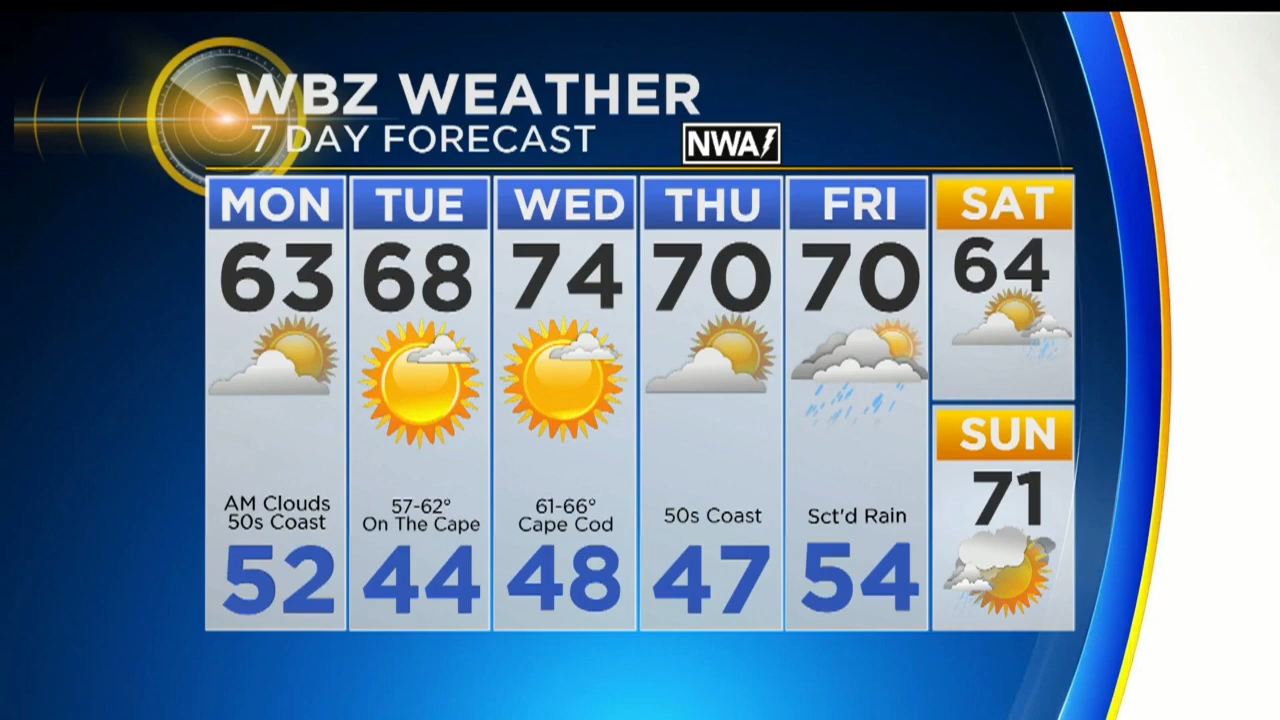 WBZ WEATHER
7 DAY FORECAST
NWA
MON
63
AM Clouds
50s Coast
52
TUE
68
57-62°
On The Cape
44
WED
74
61-66°
Cape Cod
48
THU
70
50s Coast
47
FRI
70
Sct'd Rain
54
SAT
64
SUN
71